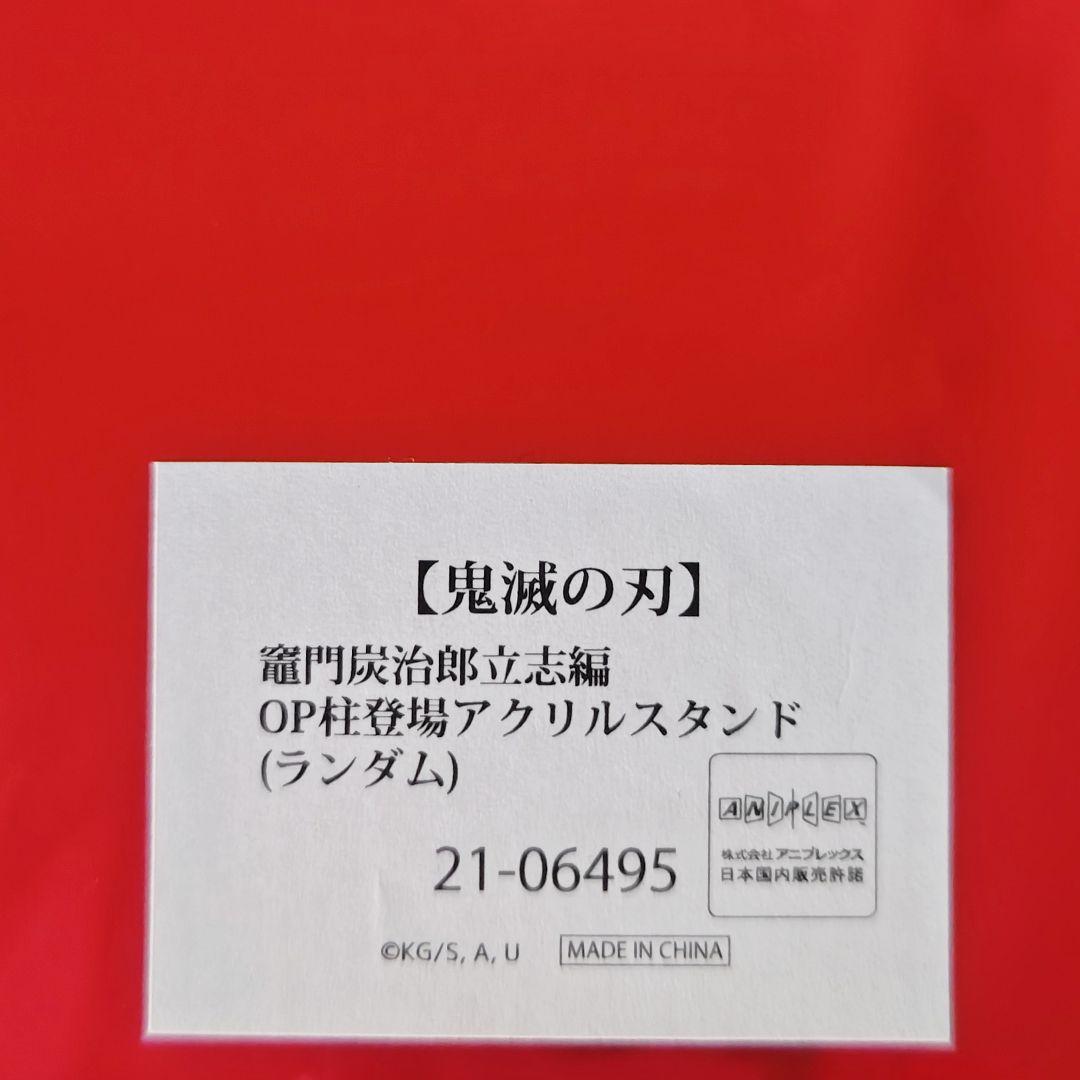 【鬼滅の刃】
竈門炭治郎立志編
OP柱登場アクリルスタンド
(ランダム)
ANIPLEX
株式会社アニプレックス
日本国内販売許諾
21-06495
©KG/S, A, U
MADE IN CHINA